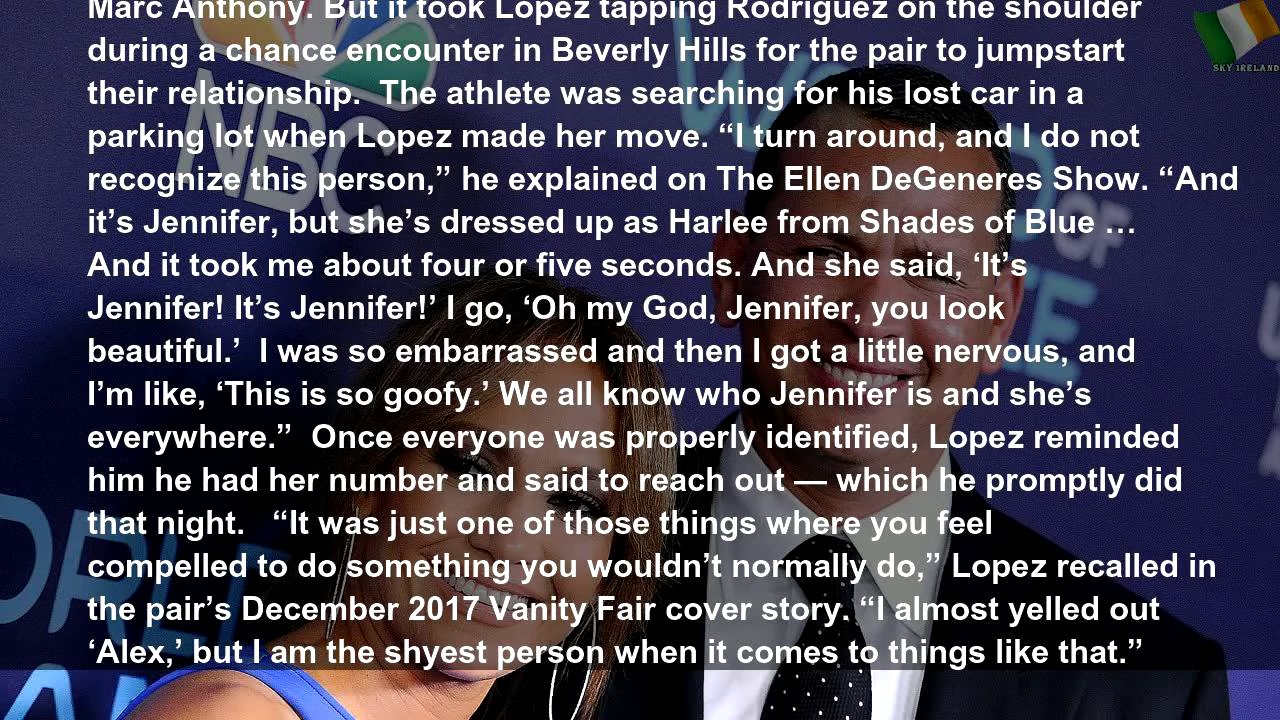 Marc Anthony. But it took Lopez tapping Rodriguez on the shoulder
during a chance encounter in Beverly Hills for the pair to jumpstart
their relationship.  The athlete was searching for his lost car in a
parking lot when Lopez made her move. “I turn around, and I do not
recognize this person,” he explained on The Ellen DeGeneres Show. “And
it’s Jennifer, but she’s dressed up as Harlee from Shades of Blue …
And it took me about four or five seconds. And she said, ‘It’s
Jennifer! It’s Jennifer!’ I go, ‘Oh my God, Jennifer, you look
beautiful.’  I was so embarrassed and then I got a little nervous, and
I’m like, ‘This is so goofy.’ We all know who Jennifer is and she’s
everywhere.”  Once everyone was properly identified, Lopez reminded
him he had her number and said to reach out — which he promptly did
that night.   “It was just one of those things where you feel
compelled to do something you wouldn’t normally do,” Lopez recalled in
the pair’s December 2017 Vanity Fair cover story. “I almost yelled out
‘Alex,’ but I am the shyest person when it comes to things like that.”
SKY IRELAND
NBC
OF